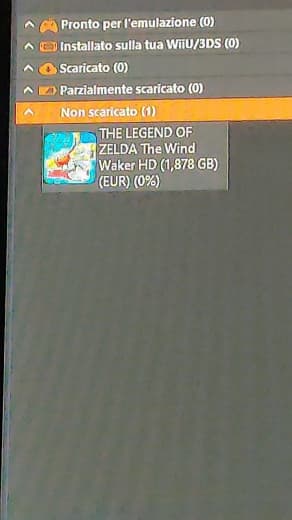 Pronto per l'emulazione (0)
Installato sulla tua WiiU/3DS (0)
Scaricato (0)
Parzialmente scaricato (0)
Non scaricato (1)
THE LEGEND OF
ZELDA The Wind
Waker HD (1,878 GB)
(EUR) (0%)